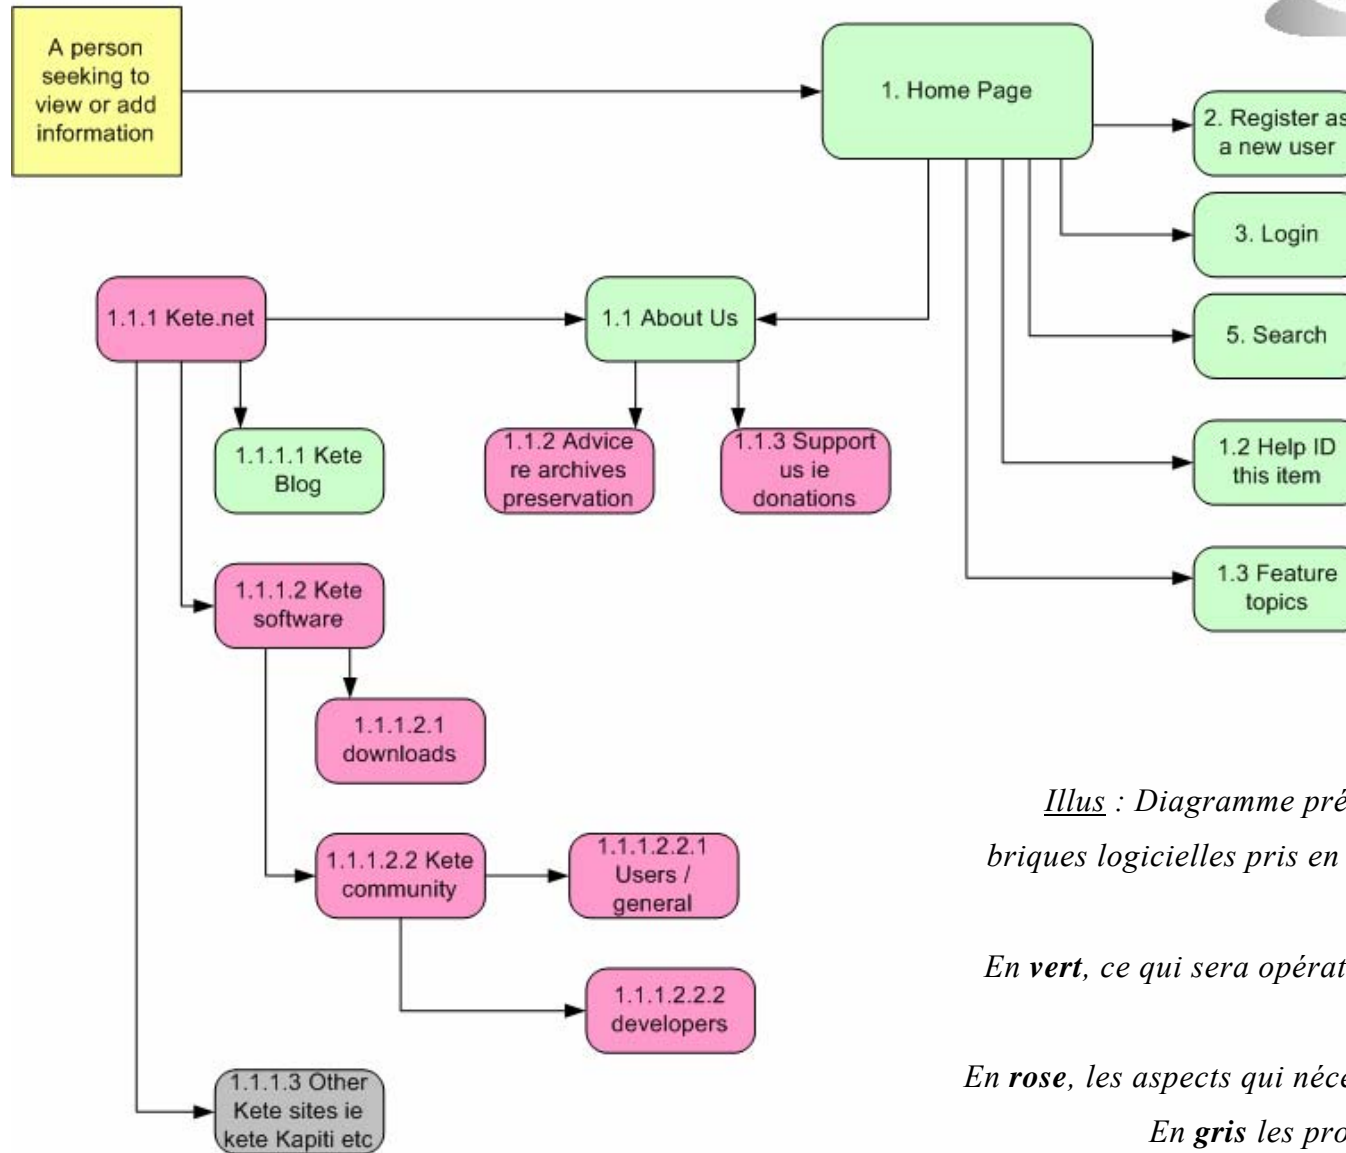 A person
seeking to
view or add
information
1. Home Page
2. Register as
a new user
3. Login
1.1.1 Kete.net
1.1 About Us
5. Search
1.1.1.1 Kete
Blog
1.1.2 Advice
re archives
preservation
1.1.3 Support
us ie
donations
1.2 Help ID
this item
1.1.1.2 Kete
software
1.3 Feature
topics
1.1.1.2.1
downloads
1.1.1.2.2 Kete
community
1.1.1.2.2.1
Users /
general
1.1.1.2.2.2
developers
1.1.1.3 Other
Kete sites ie
kete Kapiti etc
Illus : Diagramme pré
briques logicielles pris en
En vert, ce qui sera opérat
En rose, les aspects qui néce
En gris les pro